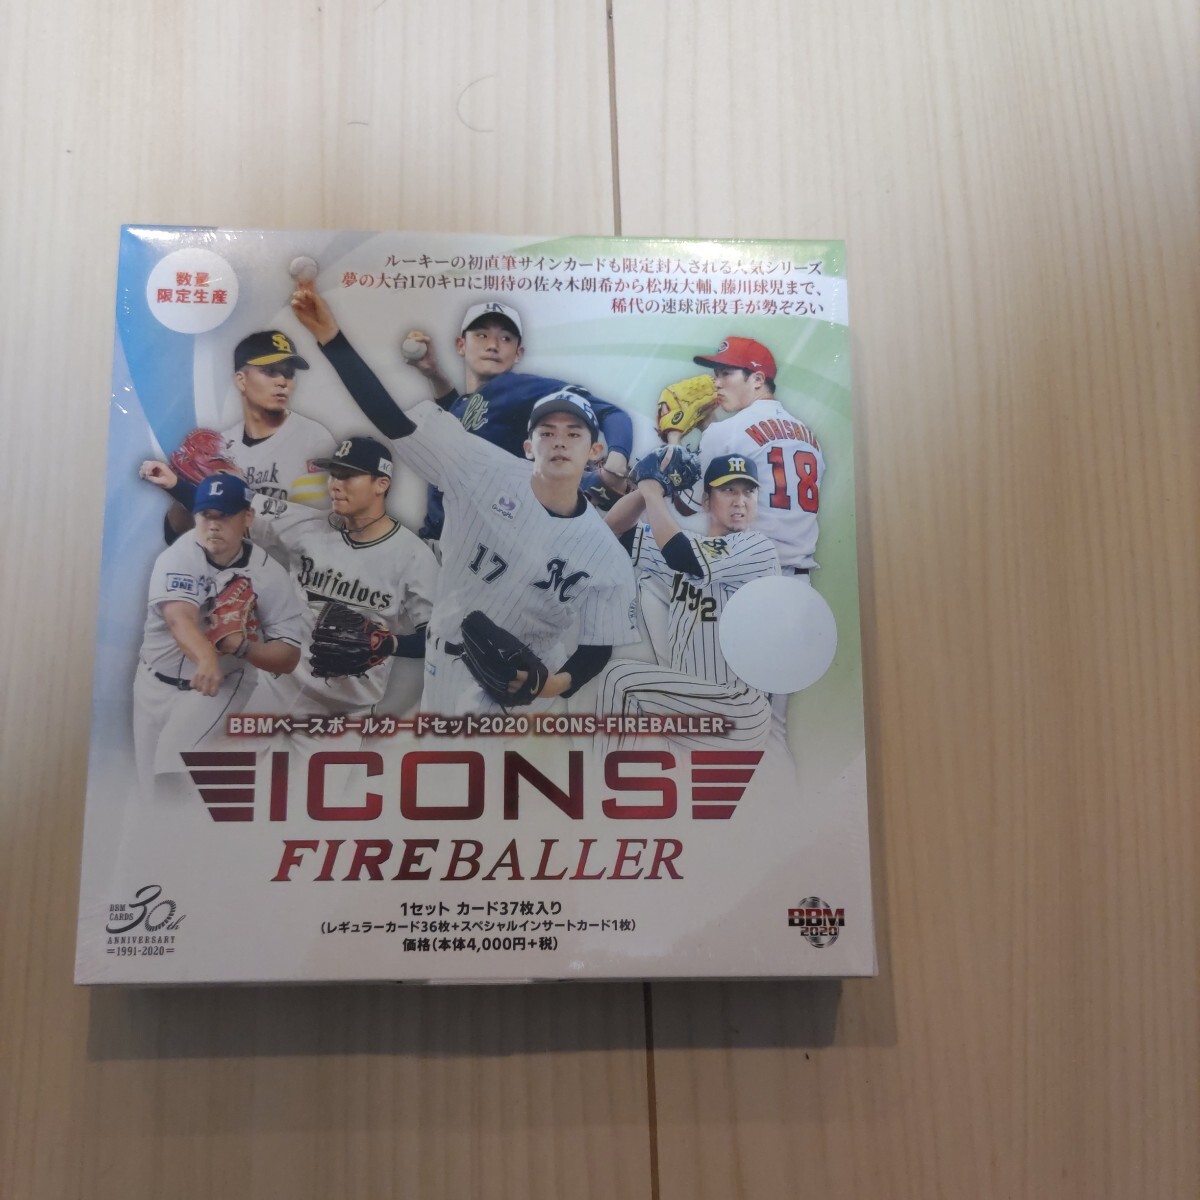 数量
限定生産
ルーキーの初直筆サインカードも限定封入される人気シリーズ
夢の大台170キロに期待の佐々木朗希から松坂大輔、藤川球児まで、
稀代の速球派投手が勢ぞろい
MORISHITA
18
Bank
B
L
Buffaloes
ONE
17
M
2
BBMベースボールカードセット2020 ICONS-FIREBALLER-
ICONS
FIREBALLER
BBM
CARDS
30th
ANNIVERSARY
=1991-2020=
1セット カード37枚入り
(レギュラーカード36枚+スペシャルインサートカード1枚)
価格(本体4,000円+税)
BBM
2020